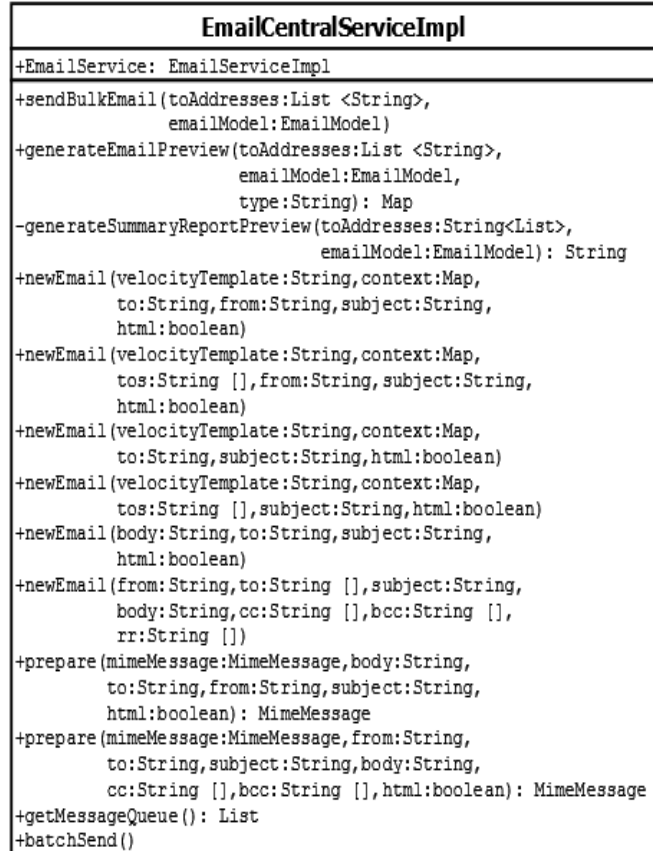 EmailCentralServiceImpl
+EmailService: EmailServiceImpl
+sendBulkEmail(toAddresses:List <String>,
emailModel:EmailModel)
+generateEmailPreview(toAddresses:List <String>,
emailModel:EmailModel,
type:String): Map
-generateSummaryReportPreview(toAddresses:String<List>,
emailModel:EmailModel): String
+newEmail(velocityTemplate:String,context:Map,
to:String,from:String,subject:String,
html:boolean)
+newEmail(velocityTemplate:String,context:Map,
tos:String [],from:String,subject:String,
html:boolean)
+newEmail(velocityTemplate:String,context:Map,
to:String,subject:String,html:boolean)
+newEmail(velocityTemplate:String,context:Map,
tos:String [],subject:String,html:boolean)
+newEmail(body:String,to:String,subject:String,
html:boolean)
+newEmail(from:String,to:String [],subject:String,
body:String,cc:String [],bcc:String [],
rr:String [])
+prepare(mimeMessage:MimeMessage,body:String,
to:String,from:String,subject:String,
html:boolean): MimeMessage
+prepare(mimeMessage:MimeMessage,from:String,
to:String,subject:String,body:String,
cc:String [],bcc:String [],html:boolean): MimeMessage
+getMessageQueue(): List
+batchSend()